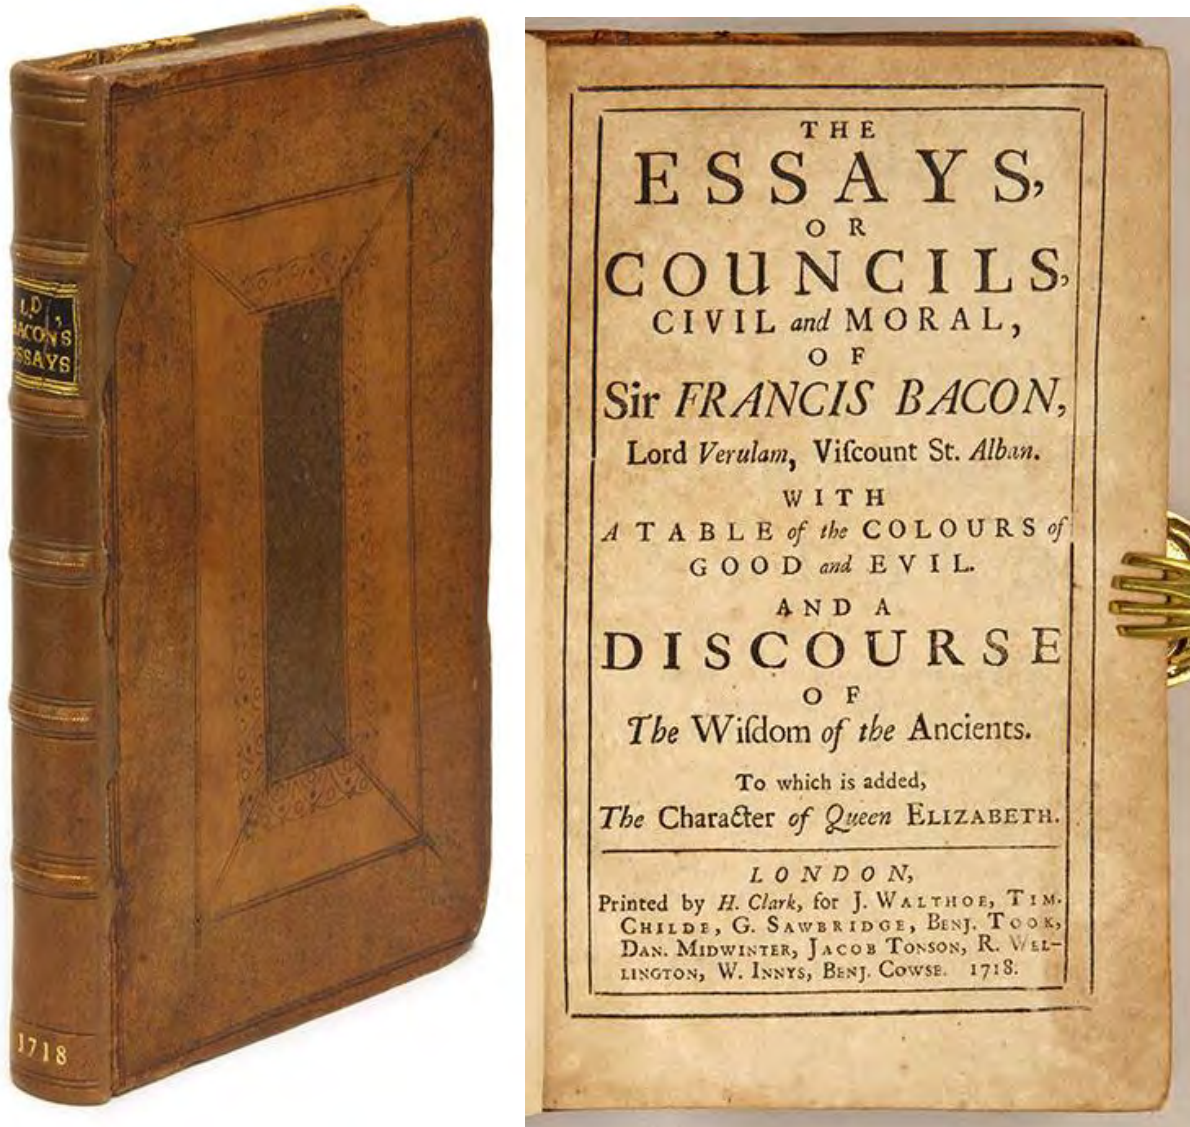 LD,
BACON'S
ESSAYS
1718
THE
ESSAYS,
OR
COUNCILS,
CIVIL and MORAL,
OF
Sir FRANCIS BACON,
Lord Verulam, Viſcount St. Alban.
WITH
A TABLE of the COLOURS of
GOOD and EVIL.
AND A
DISCOURSE
OF
The Wiſdom of the Ancients.
To which is added,
The Character of Queen ELIZABETH.
LONDON,
Printed by H. Clark, for J. WALTHOE, TIM.
CHILDE, G. SAWBRIDGE, BENJ. TOOK,
DAN. MIDWINTER, JACOB TONSON, R. WEL-
LINGTON, W. INNYS, BENJ. COWSE. 1718.